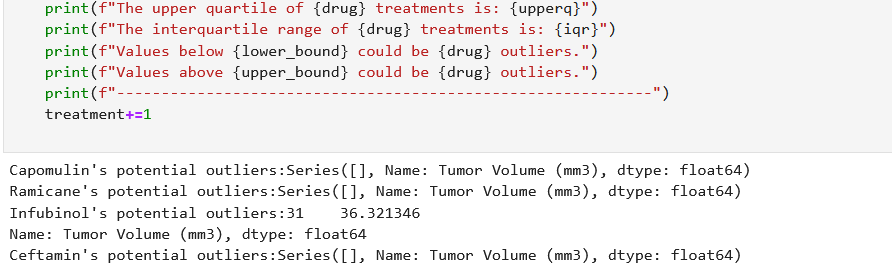 print(f"The upper quartile of {drug} treatments is: {upperq}")
print(f"The interquartile range of {drug} treatments is: {iqr}")
print(f"Values below {lower_bound} could be {drug} outliers.")
print(f"Values above {upper_bound} could be {drug} outliers.")
print(f"------------------------------------------------------------")
treatment+=1
Capomulin's potential outliers:Series([], Name: Tumor Volume (mm3), dtype: float64)
Ramicane's potential outliers:Series([], Name: Tumor Volume (mm3), dtype: float64)
Infubinol's potential outliers:31    36.321346
Name: Tumor Volume (mm3), dtype: float64
Ceftamin's potential outliers:Series([], Name: Tumor Volume (mm3), dtype: float64)